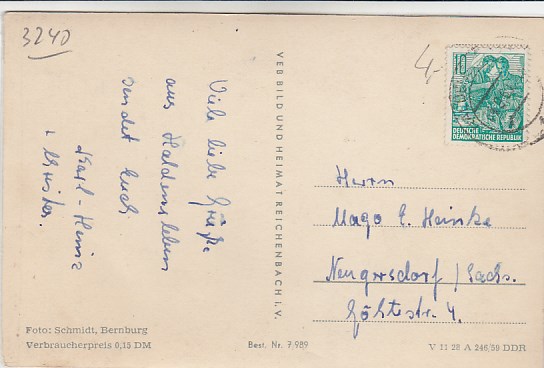 3240
4,-
Viele liebe Grüße
aus Haldensleben
sendet Euch
Karl-Heinz
VEB BILD UND HEIMAT REICHENBACH I. V.
10
DEUTSCHE
DEMOKRATISCHE REPUBLIK
Herrn
Mago E. Heinke
Neugersdorf / Sachs.
Foto: Schmidt, Bernburg
Verbraucherpreis 0,15 DM
Best. Nr. 7,989
V 11 28 A 246/59 DDR